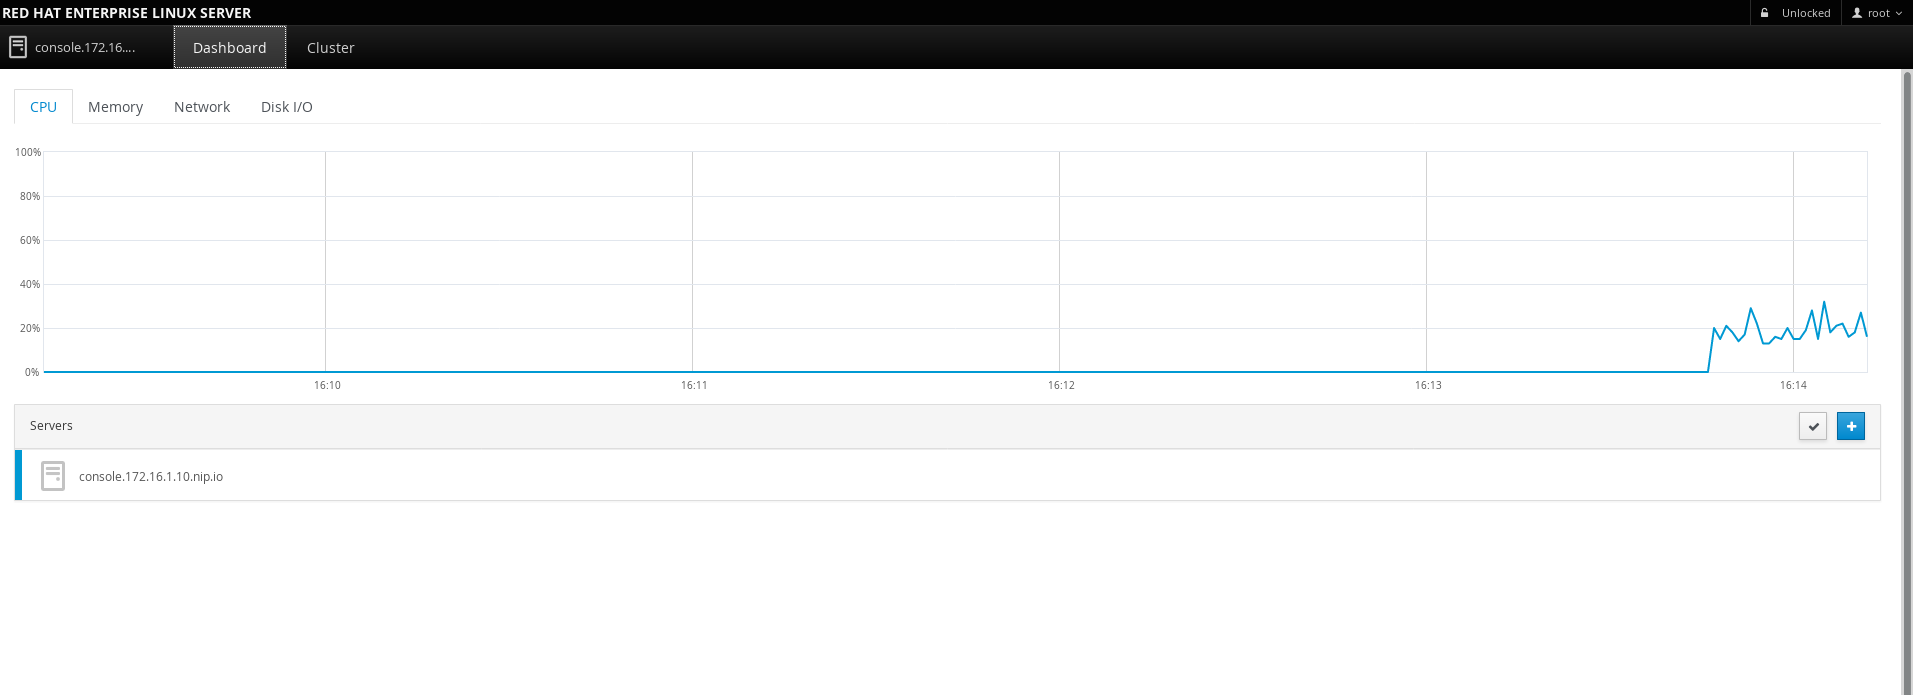 RED HAT ENTERPRISE LINUX SERVER
Unlocked
root
console.172.16....
Dashboard
Cluster
CPU
Memory
Network
Disk I/O
100%
80%
60%
40%
20%
0%
16:10
16:11
16:12
16:13
16:14
Servers
console.172.16.1.10.nip.io